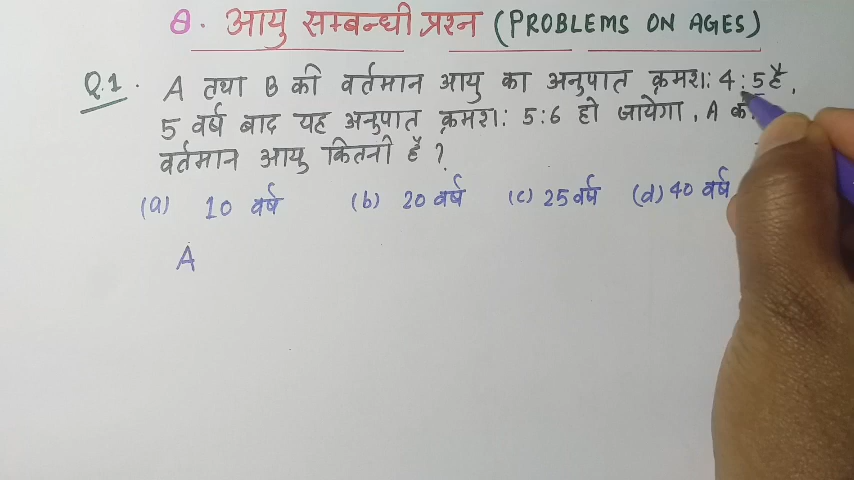 8. आयु सम्बन्धी प्रश्न (PROBLEMS ON AGES)
Q.1. A तथा B की वर्तमान आयु का अनुपात क्रमश: 4:5 है,
5 वर्ष बाद यह अनुपात क्रमश: 5:6 हो जायेगा, A
वर्तमान आयु कितनी है ?
(a) 10 वर्ष (b) 20 वर्ष (c) 25 वर्ष (d) 40 वर्ष
A